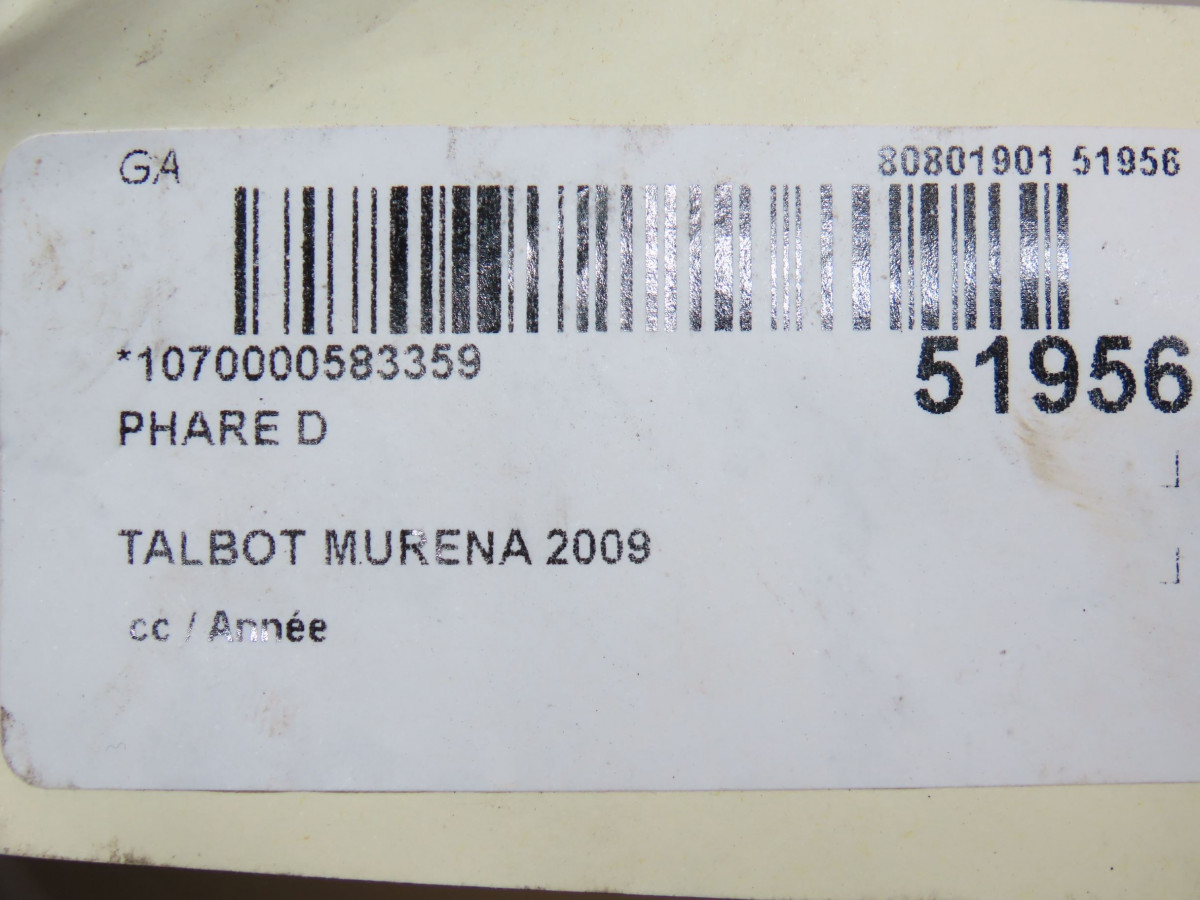 GA 80801901 51956
*1070000583359 51956
PHARE D
TALBOT MURENA 2009
cc / Année